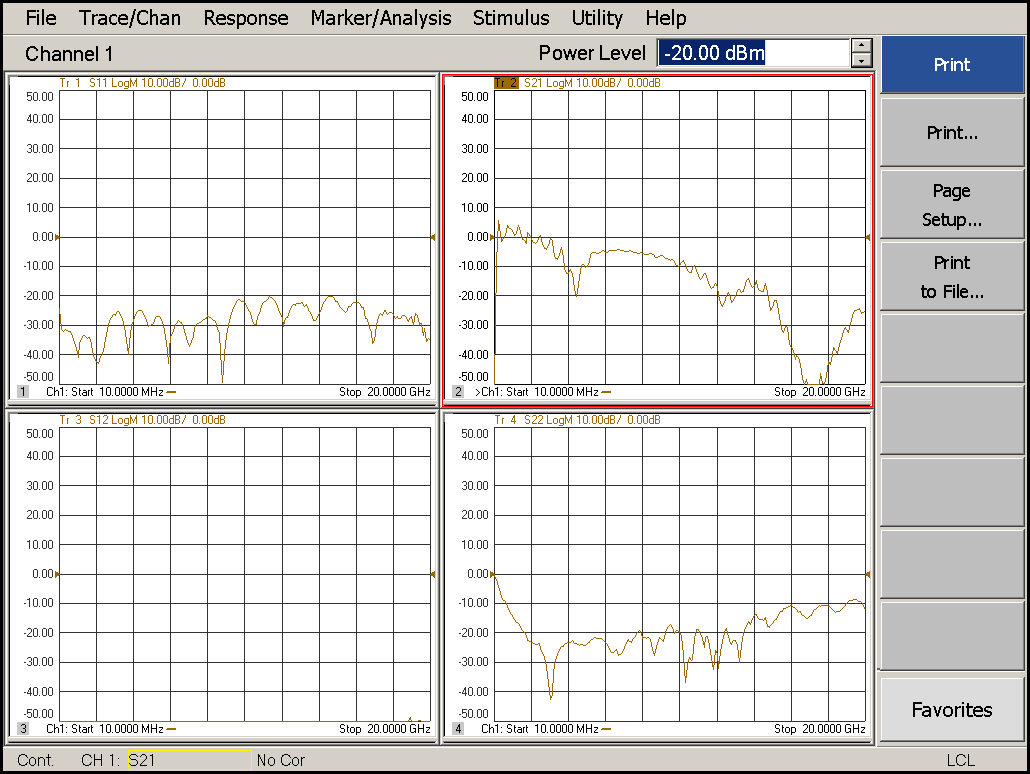 File Trace/Chan Response Marker/Analysis Stimulus Utility Help
Channel 1 Power Level -20.00 dBm
Print
Print...
Page
Setup...
Print
to File...
Favorites
Tr 1 S11 LogM 10.00dB/ 0.00dB
50.00
40.00
30.00
20.00
10.00
0.00
-10.00
-20.00
-30.00
-40.00
-50.00
1 Ch1: Start 10.0000 MHz Stop 20.0000 GHz
Tr 2 S21 LogM 10.00dB/ 0.00dB
50.00
40.00
30.00
20.00
10.00
0.00
-10.00
-20.00
-30.00
-40.00
-50.00
2 >Ch1: Start 10.0000 MHz Stop 20.0000 GHz
Tr 3 S12 LogM 10.00dB/ 0.00dB
50.00
40.00
30.00
20.00
10.00
0.00
-10.00
-20.00
-30.00
-40.00
-50.00
3 Ch1: Start 10.0000 MHz Stop 20.0000 GHz
Tr 4 S22 LogM 10.00dB/ 0.00dB
50.00
40.00
30.00
20.00
10.00
0.00
-10.00
-20.00
-30.00
-40.00
-50.00
4 Ch1: Start 10.0000 MHz Stop 20.0000 GHz
Cont. CH 1: S21 No Cor LCL